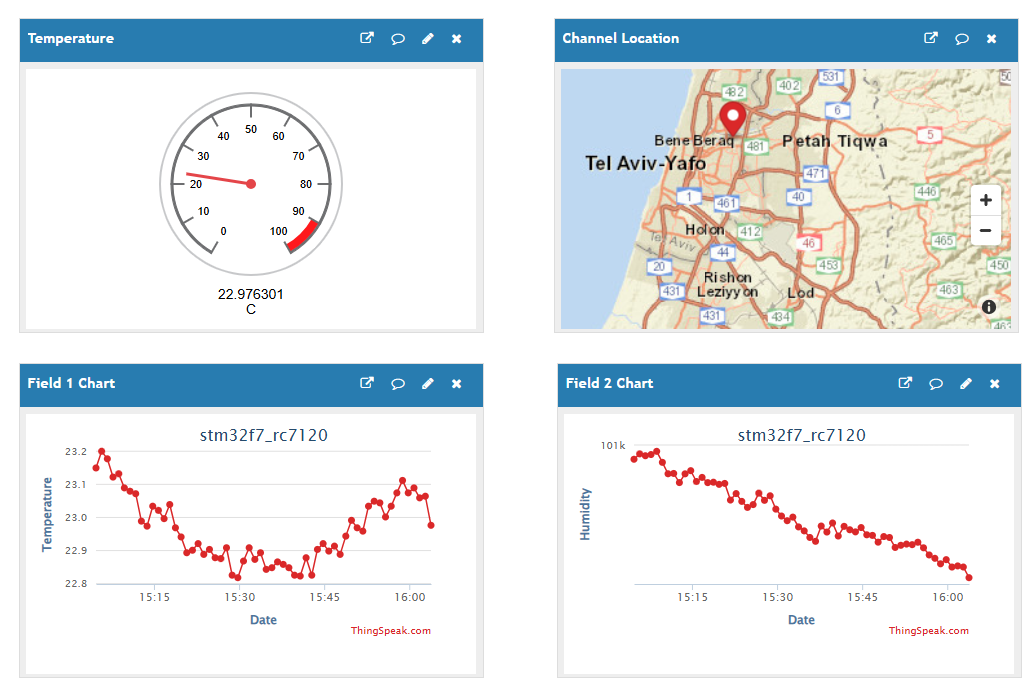 Temperature
50
40
60
30
70
20
80
10
90
0
100
22.976301
C
Channel Location
531
482
402
6
5
Bene Beraq
481
Petah Tiqwa
Tel Aviv-Yafo
471
446
1
461
40
Holon
412
Tel Aviv
46
465
44
20
453
450
Rishon
Leziyyon
431
Lod
463
431
434
Field 1 Chart
stm32f7_rc7120
23.2
23.1
23.0
22.9
22.8
Temperature
15:15
15:30
15:45
16:00
Date
ThingSpeak.com
Field 2 Chart
stm32f7_rc7120
101k
Humidity
15:15
15:30
15:45
16:00
Date
ThingSpeak.com